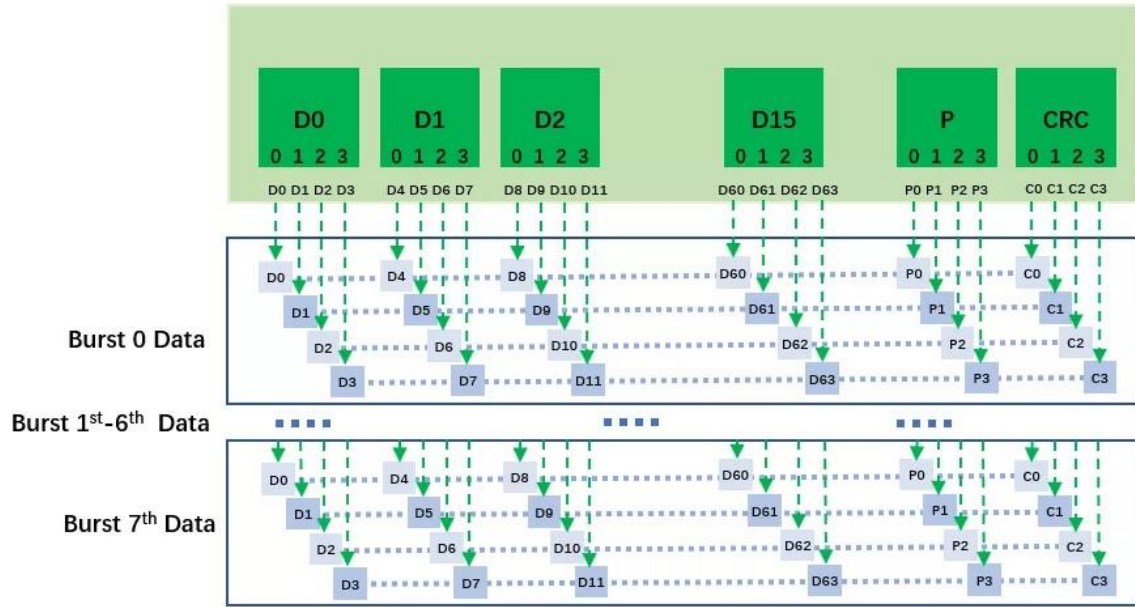 D0 D1 D2 D15 P CRC
0 1 2 3 0 1 2 3 0 1 2 3 0 1 2 3 0 1 2 3 0 1 2 3
D0 D1 D2 D3 D4 D5 D6 D7 D8 D9 D10 D11 D60 D61 D62 D63 P0 P1 P2 P3 C0 C1 C2 C3
D0 D4 D8 D60 P0 C0
D1 D5 D9 D61 P1 C1
Burst 0 Data
D2 D6 D10 D62 P2 C2
D3 D7 D11 D63 P3 C3
Burst 1st-6th Data
D0 D4 D8 D60 P0 C0
D1 D5 D9 D61 P1 C1
Burst 7th Data
D2 D6 D10 D62 P2 C2
D3 D7 D11 D63 P3 C3